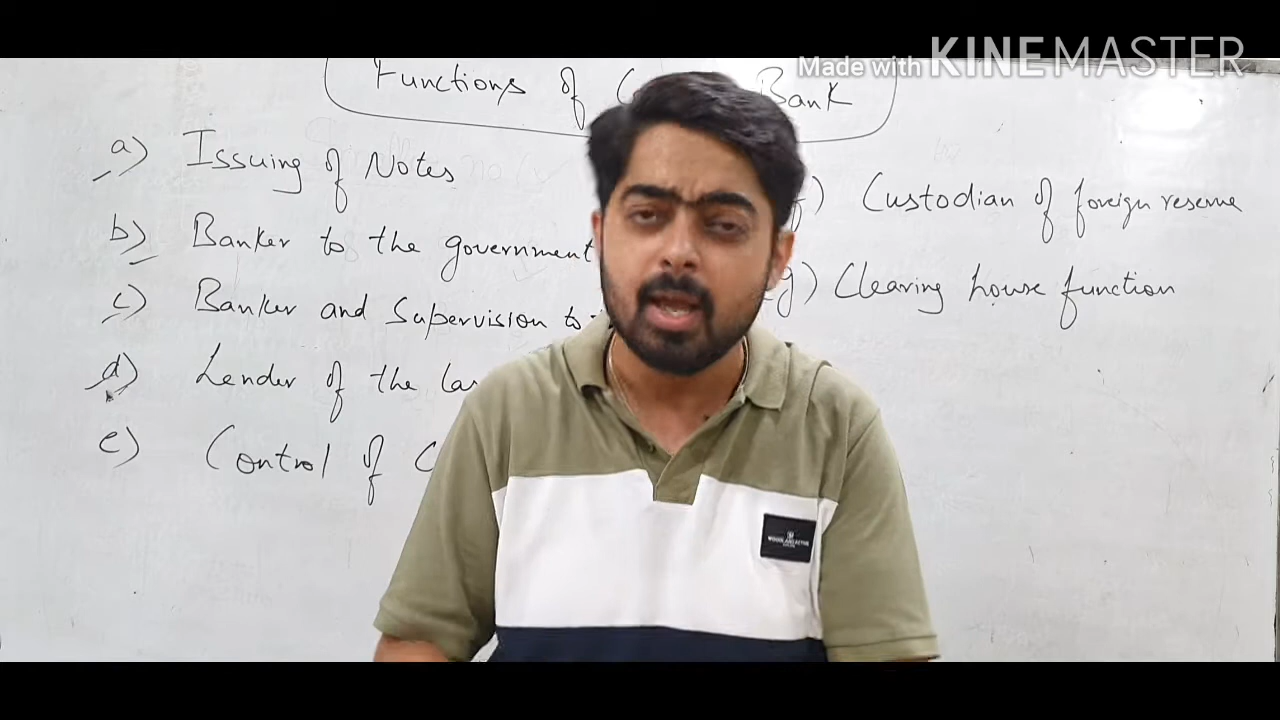 Made with KINEMASTER
Functions of Bank
a) Issuing of Notes
b) Banker to the government
c) Banker and Supervision to
d) Lender of the
e) Control of
f) Custodian of foreign reserve
g) Clearing house function